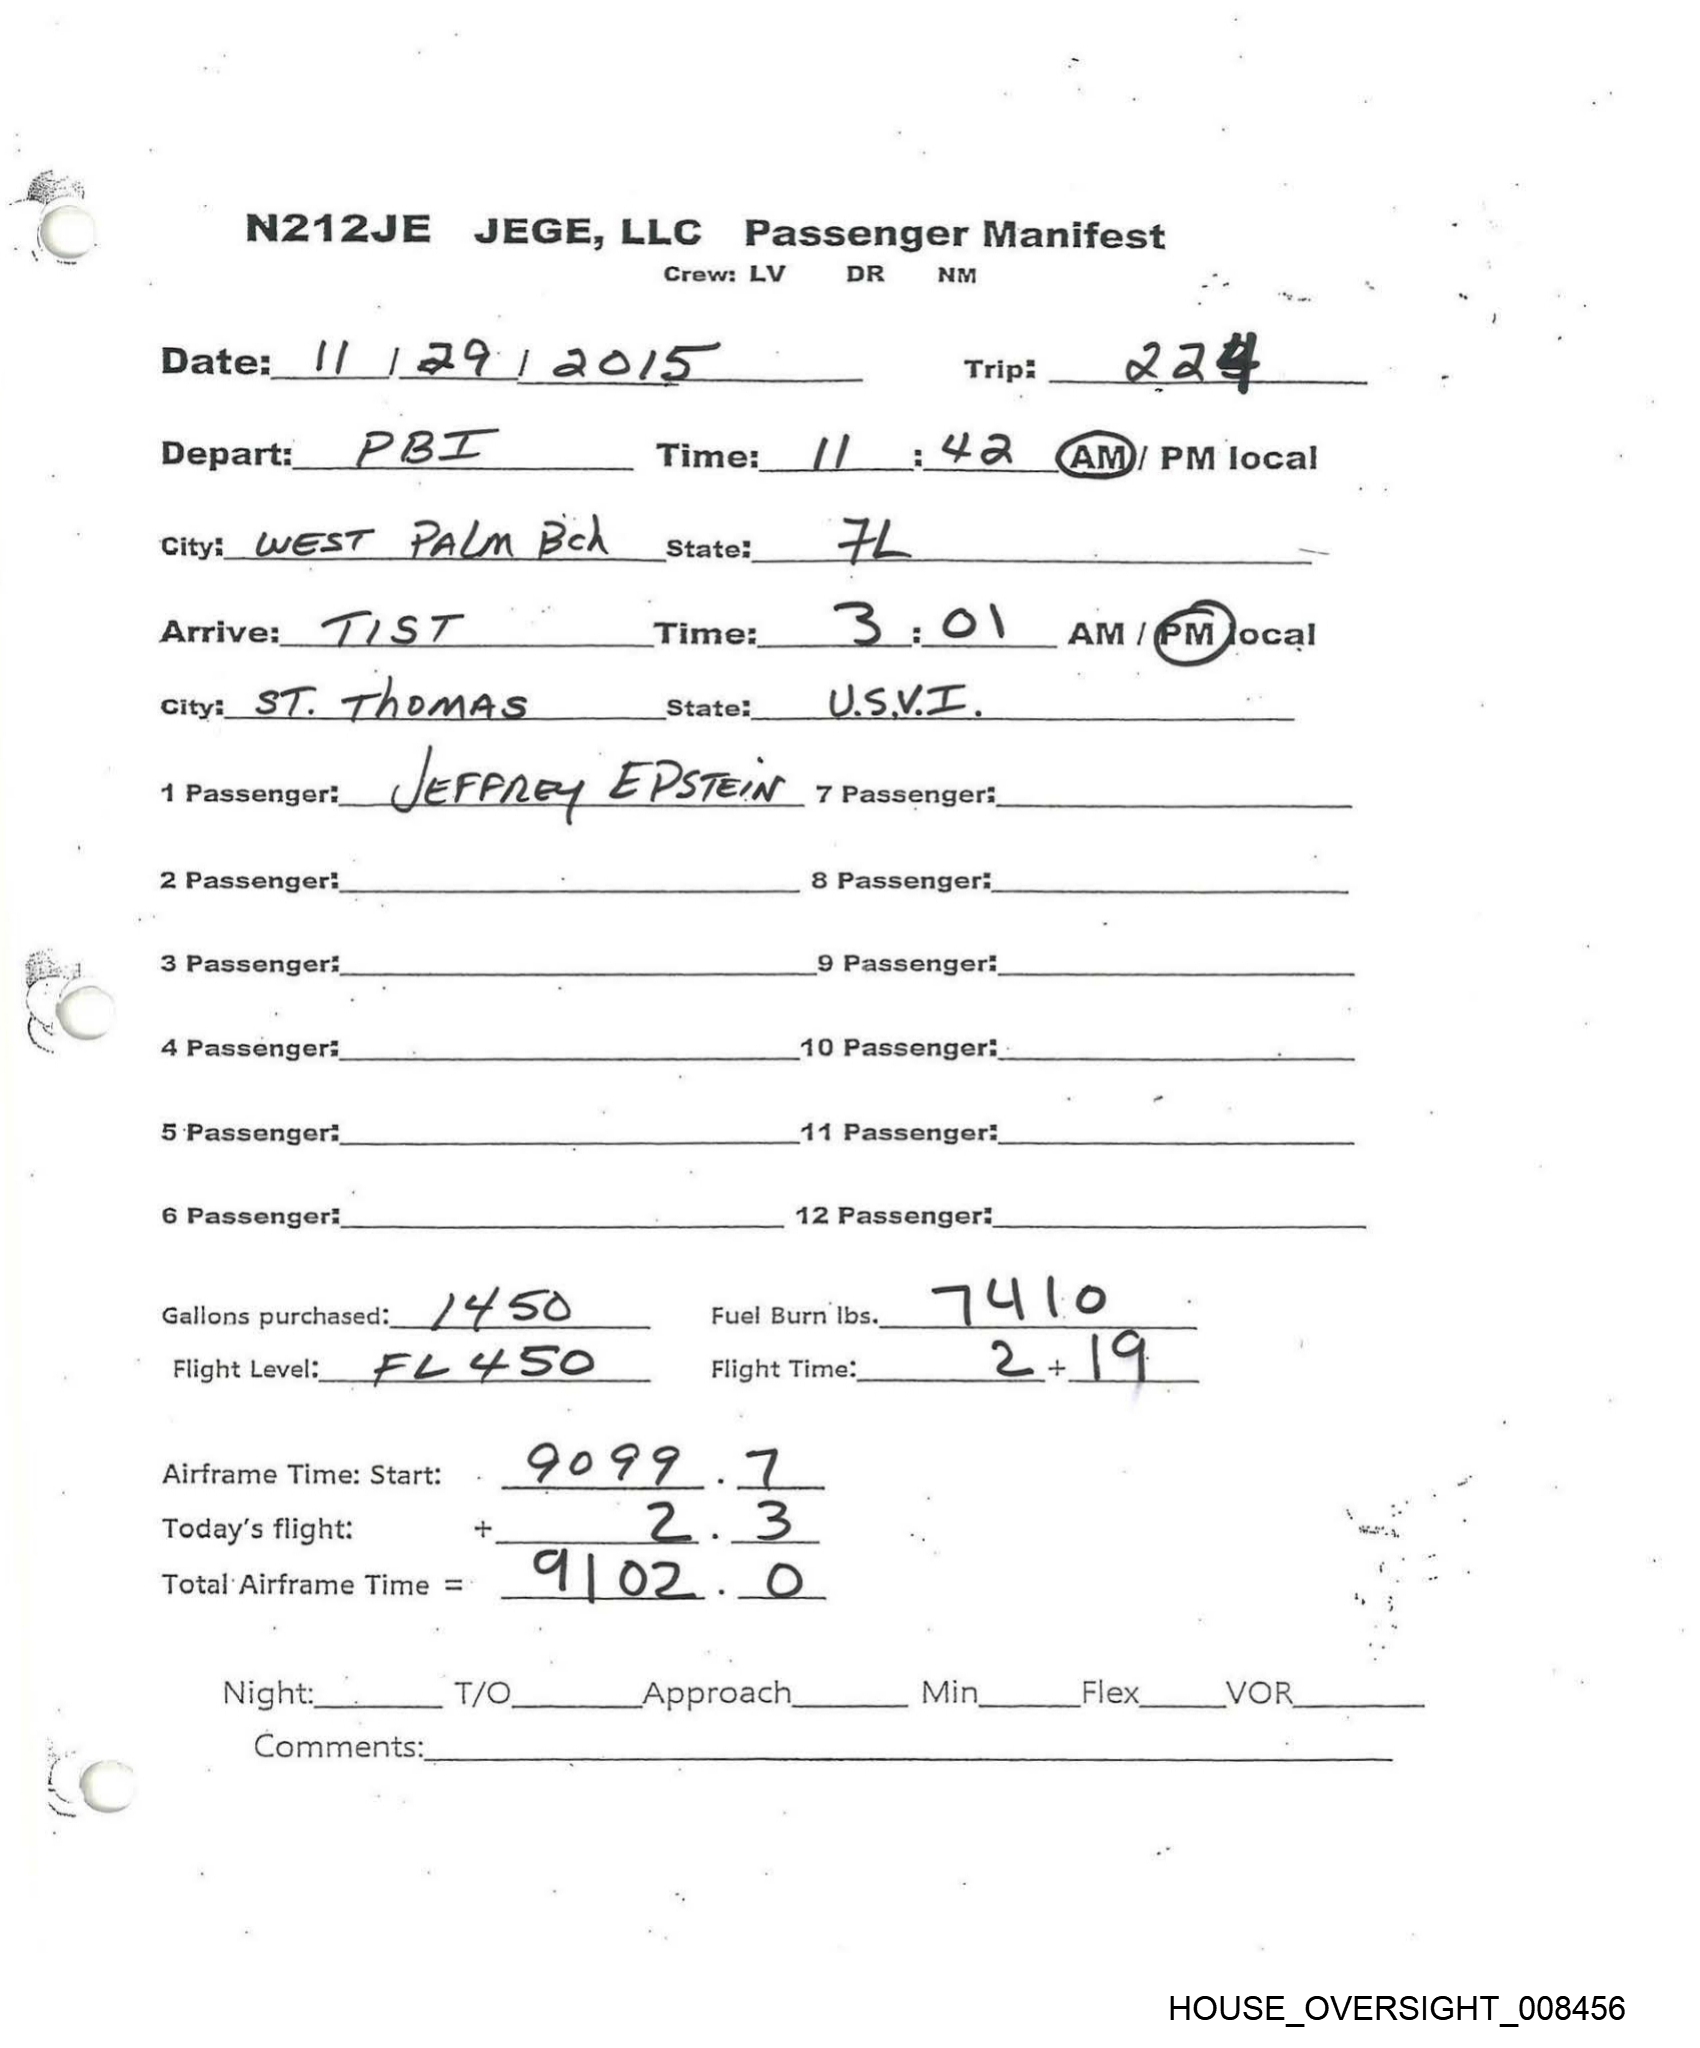 N212JE JEGE, LLC Passenger Manifest
Crew: LV DR NM
Date: 11 / 29 / 2015 Trip: 224
Depart: PBI Time: 11 : 42 AM / PM local
City: WEST PALM Bch State: FL
Arrive: TIST Time: 3 : 01 AM / PM local
City: ST. THOMAS State: U.S.V.I.
1 Passenger: JEFFREY EPSTEIN 7 Passenger:
2 Passenger: 8 Passenger:
3 Passenger: 9 Passenger:
4 Passenger: 10 Passenger:
5 Passenger: 11 Passenger:
6 Passenger: 12 Passenger:
Gallons purchased: 1450 Fuel Burn lbs. 7410
Flight Level: FL 450 Flight Time: 2 + 19
Airframe Time: Start: 9099 . 7
Today's flight: + 2 . 3
Total Airframe Time = 9102 . 0
Night: T/O Approach Min Flex VOR
Comments:
HOUSE_OVERSIGHT_008456